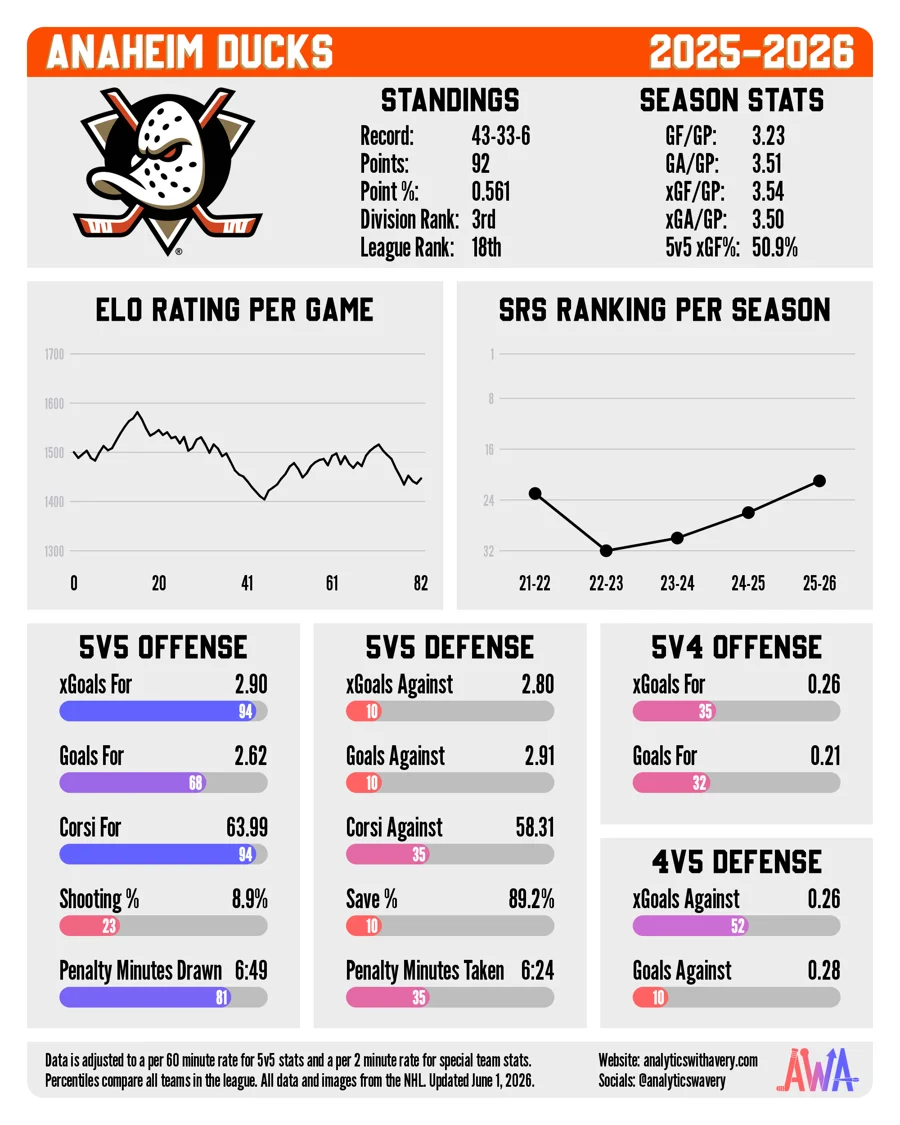 ANAHEIM DUCKS 2025-2026
STANDINGS
Record: 43-33-6
Points: 92
Point %: 0.561
Division Rank: 3rd
League Rank: 18th
SEASON STATS
GF/GP: 3.23
GA/GP: 3.51
xGF/GP: 3.54
xGA/GP: 3.50
5v5 xGF%: 50.9%
®
ELO RATING PER GAME
1700
1600
1500
1400
1300
0 20 41 61 82
SRS RANKING PER SEASON
1
8
16
24
32
21-22 22-23 23-24 24-25 25-26
5V5 OFFENSE
xGoals For 2.90
94
Goals For 2.62
68
Corsi For 63.99
94
Shooting % 8.9%
23
Penalty Minutes Drawn 6:49
81
5V5 DEFENSE
xGoals Against 2.80
10
Goals Against 2.91
10
Corsi Against 58.31
35
Save % 89.2%
10
Penalty Minutes Taken 6:24
35
5V4 OFFENSE
xGoals For 0.26
35
Goals For 0.21
32
4V5 DEFENSE
xGoals Against 0.26
52
Goals Against 0.28
10
Data is adjusted to a per 60 minute rate for 5v5 stats and a per 2 minute rate for special team stats.
Percentiles compare all teams in the league. All data and images from the NHL. Updated June 1, 2026.
Website: analyticswithavery.com
Socials: @analyticswavery
AWA